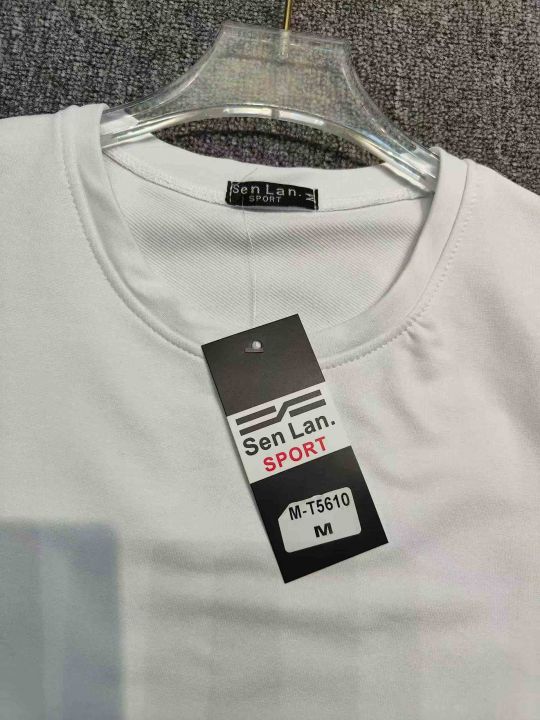 Sen Lan.
SPORT
M
Sen Lan.
SPORT
M-T5610
M